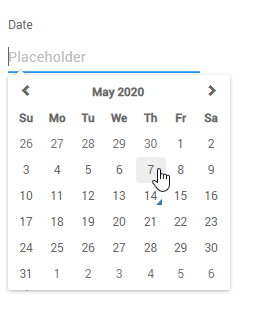 Date
Placeholder
May 2020
Su Mo Tu We Th Fr Sa
26 27 28 29 30 1 2
3 4 5 6 7 8 9
10 11 12 13 14 15 16
17 18 19 20 21 22 23
24 25 26 27 28 29 30
31 1 2 3 4 5 6